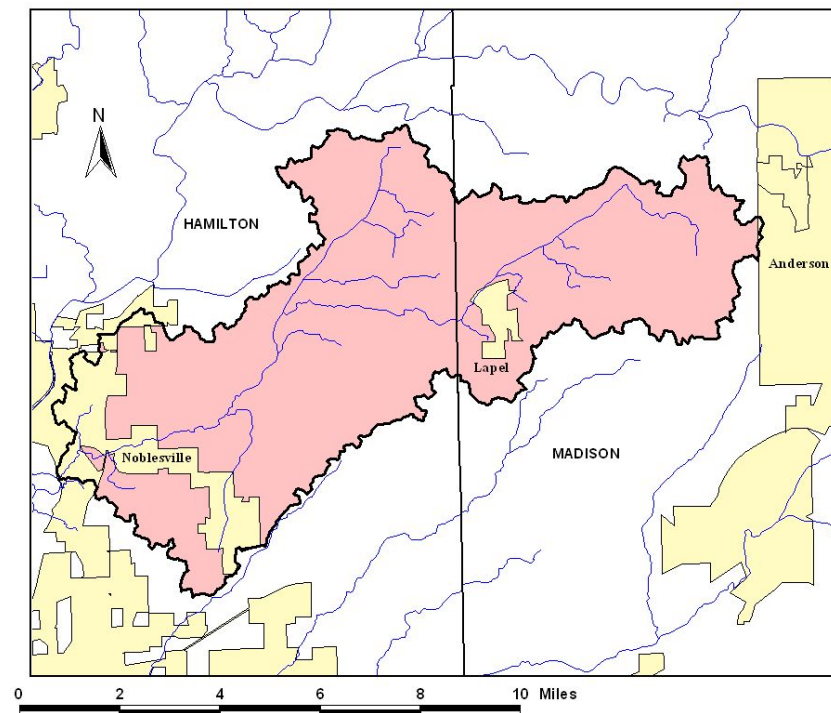 N
HAMILTON
Anderson
Lapel
Noblesville
MADISON
0 2 4 6 8 10 Miles